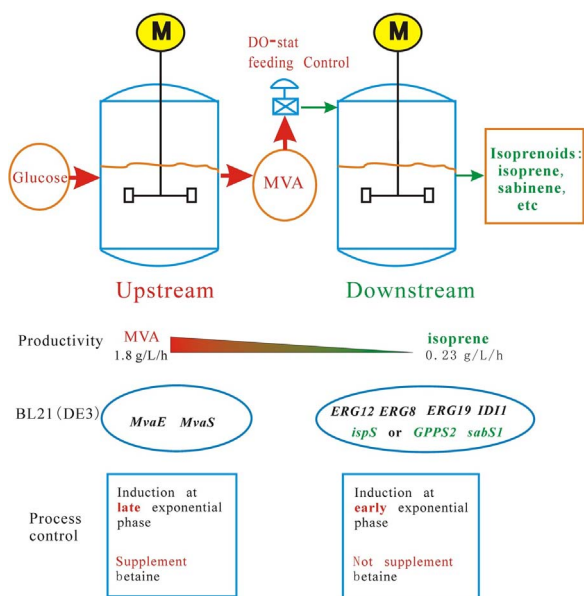 M
M
DO-stat
feeding Control
Glucose
MVA
Isoprenoids:
isoprene,
sabinene,
etc
Upstream
Downstream
Productivity
MVA
1.8 g/L/h
isoprene
0.23 g/L/h
BL21(DE3)
MvaE MvaS
ERG12 ERG8 ERG19 IDI1
ispS or GPPS2 sabS1
Process
control
Induction at
late exponential
phase
Supplement
betaine
Induction at
early exponential
phase
Not supplement
betaine